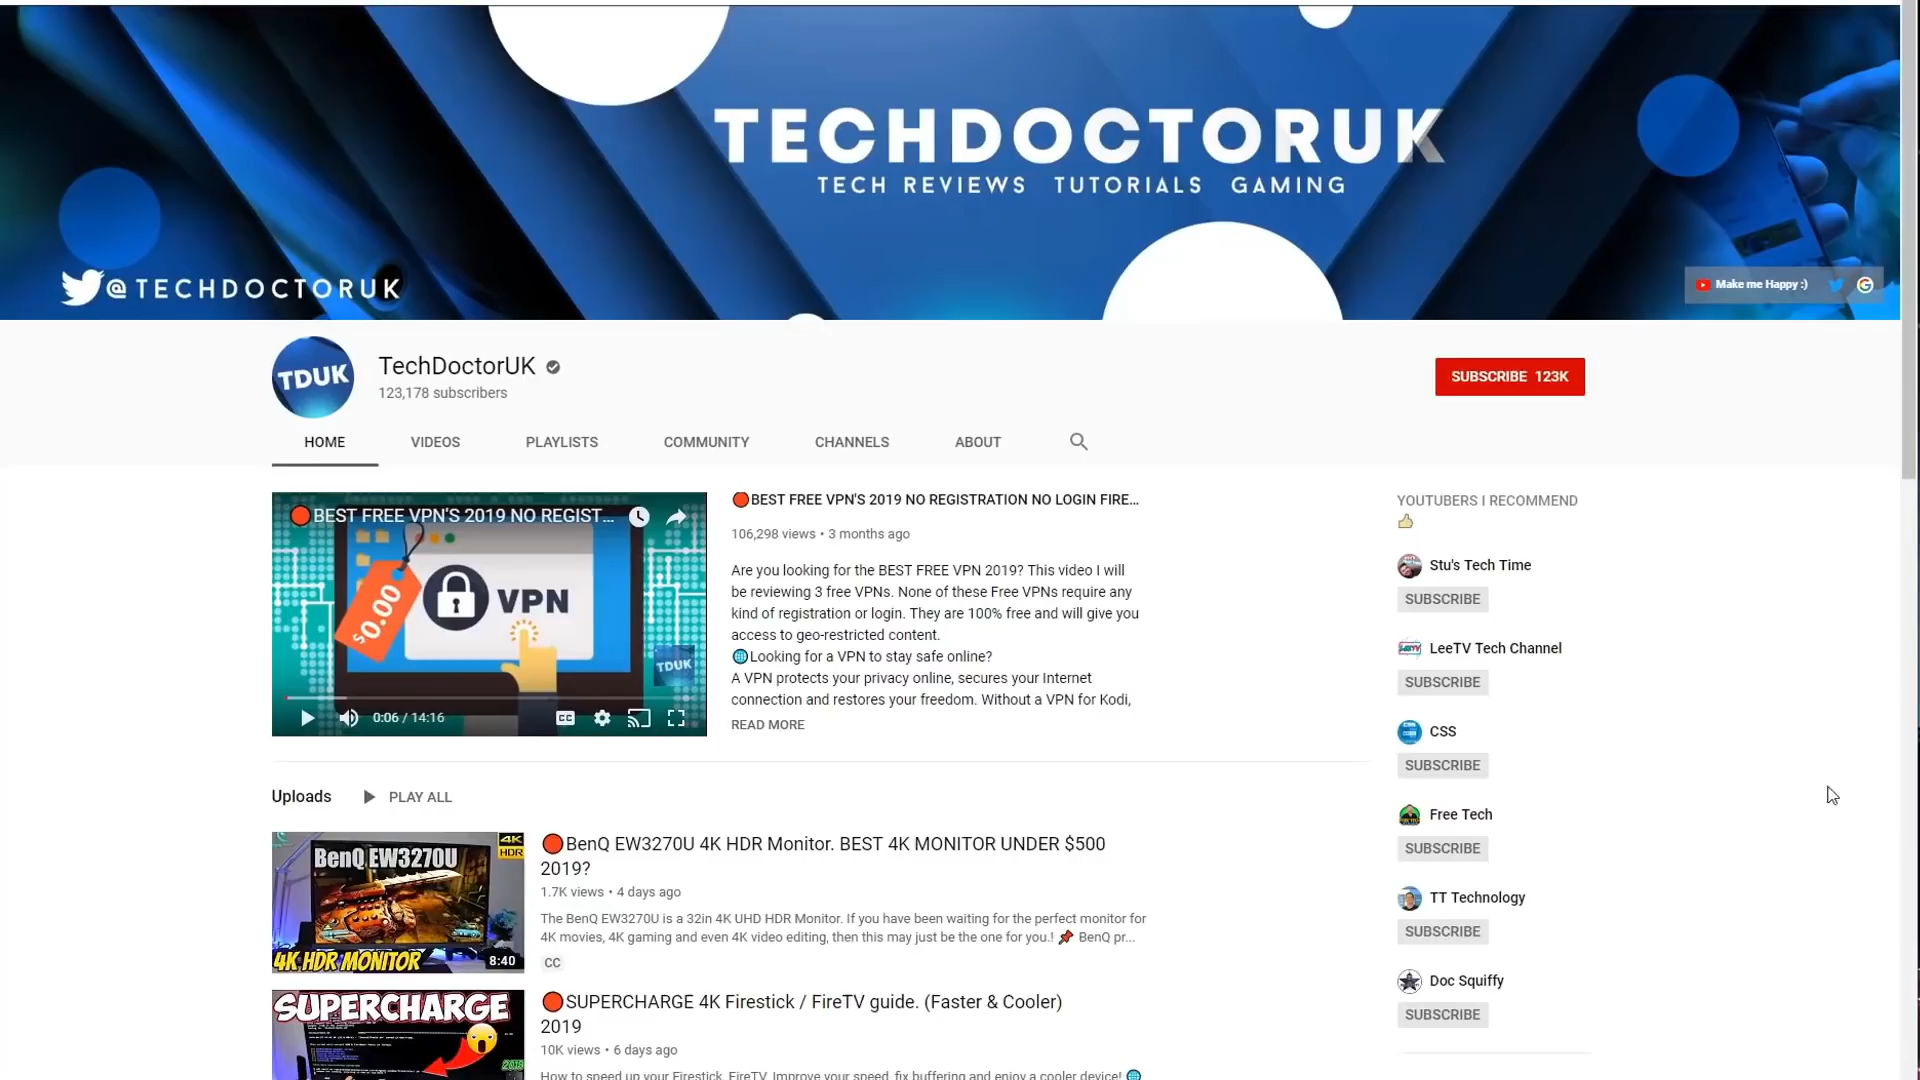 TECHDOCTORUK
TECH REVIEWS TUTORIALS GAMING
@TECHDOCTORUK
Make me Happy :)
TDUK
TechDoctorUK
123,178 subscribers
SUBSCRIBE 123K
HOME
VIDEOS
PLAYLISTS
COMMUNITY
CHANNELS
ABOUT
BEST FREE VPN'S 2019 NO REGIST...
$0.00
VPN
TDUK
0:06 / 14:16
CC
BEST FREE VPN'S 2019 NO REGISTRATION NO LOGIN FIRE...
106,298 views • 3 months ago
Are you looking for the BEST FREE VPN 2019? This video I will
be reviewing 3 free VPNs. None of these Free VPNs require any
kind of registration or login. They are 100% free and will give you
access to geo-restricted content.
Looking for a VPN to stay safe online?
A VPN protects your privacy online, secures your Internet
connection and restores your freedom. Without a VPN for Kodi,
READ MORE
YOUTUBERS I RECOMMEND
Stu's Tech Time
SUBSCRIBE
LeeTV Tech Channel
SUBSCRIBE
CSS
SUBSCRIBE
Free Tech
SUBSCRIBE
TT Technology
SUBSCRIBE
Doc Squiffy
SUBSCRIBE
Uploads
PLAY ALL
BenQ EW3270U
4K
HDR
4K HDR MONITOR
8:40
BenQ EW3270U 4K HDR Monitor. BEST 4K MONITOR UNDER $500
2019?
1.7K views • 4 days ago
The BenQ EW3270U is a 32in 4K UHD HDR Monitor. If you have been waiting for the perfect monitor for
4K movies, 4K gaming and even 4K video editing, then this may just be the one for you.! BenQ pr...
CC
SUPERCHARGE
2019
SUPERCHARGE 4K Firestick / FireTV guide. (Faster & Cooler)
2019
10K views • 6 days ago
How to speed up your Firestick, FireTV. Improve your speed, fix buffering and enjoy a cooler device!